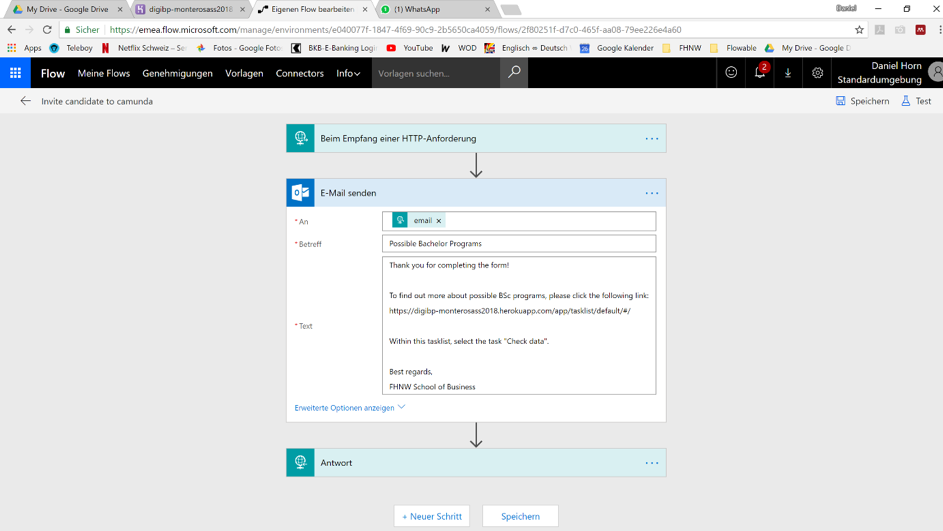 My Drive - Google Drive
digibp-monterosass2018
Eigenen Flow bearbeiten
(1) WhatsApp
Daniel
Sicher
https://emea.flow.microsoft.com/manage/environments/e040077f-1847-4f69-90c9-2b5650ca4059/flows/2f80251f-d7c0-465f-aa08-79ee226e4a60
Apps
Teleboy
Netflix Schweiz – Ser
Fotos - Google Fotos
BKB-E-Banking Login
YouTube
WOD
Englisch ⇔ Deutsch
Google Kalender
FHNW
Flowable
My Drive - Google D
Flow
Meine Flows
Genehmigungen
Vorlagen
Connectors
Info
Vorlagen suchen...
2
Daniel Horn
Standardumgebung
Invite candidate to camunda
Speichern
Test
Beim Empfang einer HTTP-Anforderung
...
E-Mail senden
...
* An
email ×
* Betreff
Possible Bachelor Programs
* Text
Thank you for completing the form!
To find out more about possible BSc programs, please click the following link:
https://digibp-monterosass2018.herokuapp.com/app/tasklist/default/#/
Within this tasklist, select the task "Check data".
Best regards,
FHNW School of Business
Erweiterte Optionen anzeigen
Antwort
...
+ Neuer Schritt
Speichern